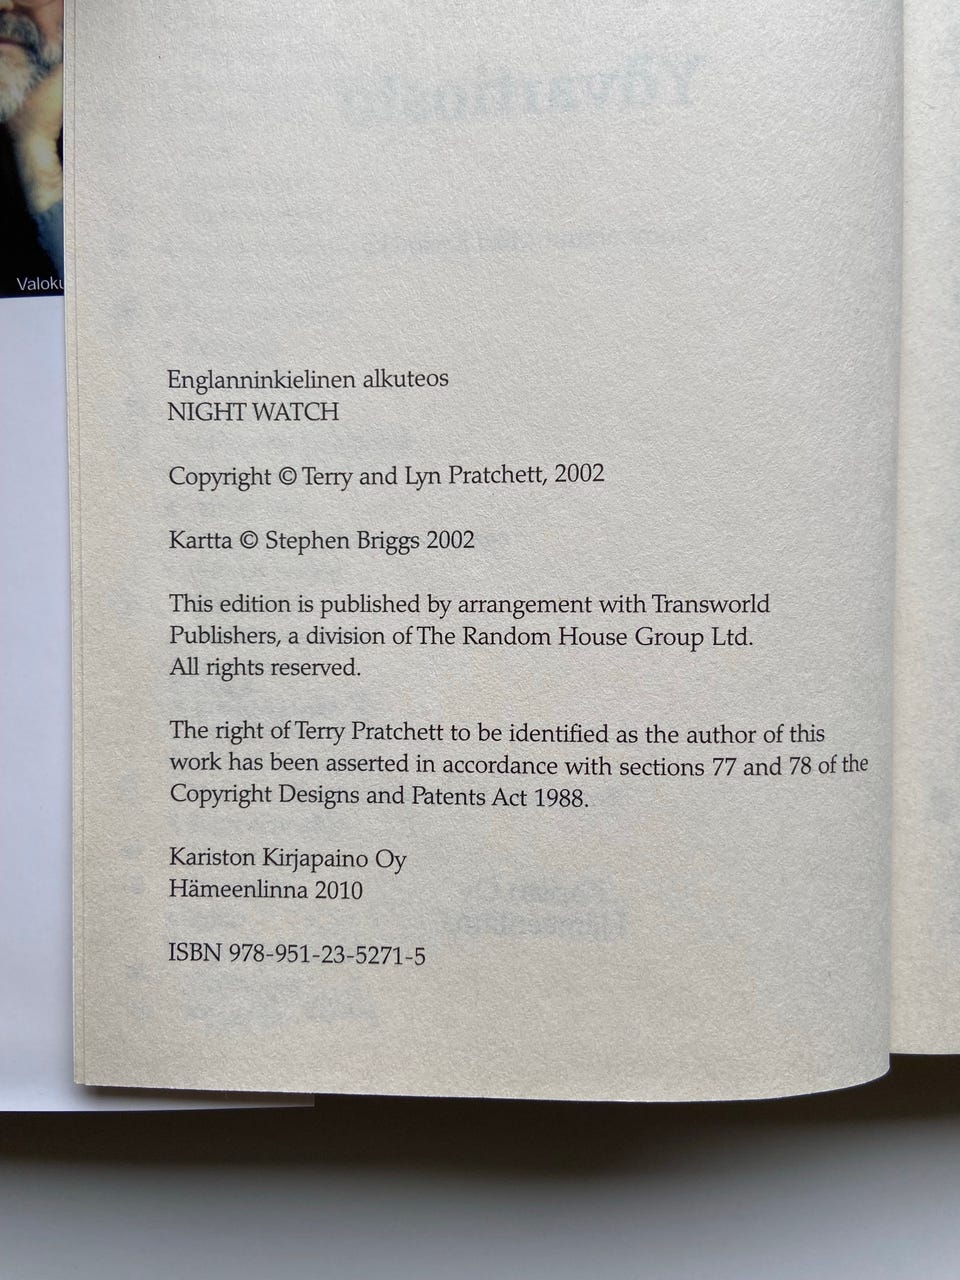 Valoku
Englanninkielinen alkuteos
NIGHT WATCH
Copyright © Terry and Lyn Pratchett, 2002
Kartta © Stephen Briggs 2002
This edition is published by arrangement with Transworld
Publishers, a division of The Random House Group Ltd.
All rights reserved.
The right of Terry Pratchett to be identified as the author of this
work has been asserted in accordance with sections 77 and 78 of the
Copyright Designs and Patents Act 1988.
Kariston Kirjapaino Oy
Hämeenlinna 2010
ISBN 978-951-23-5271-5